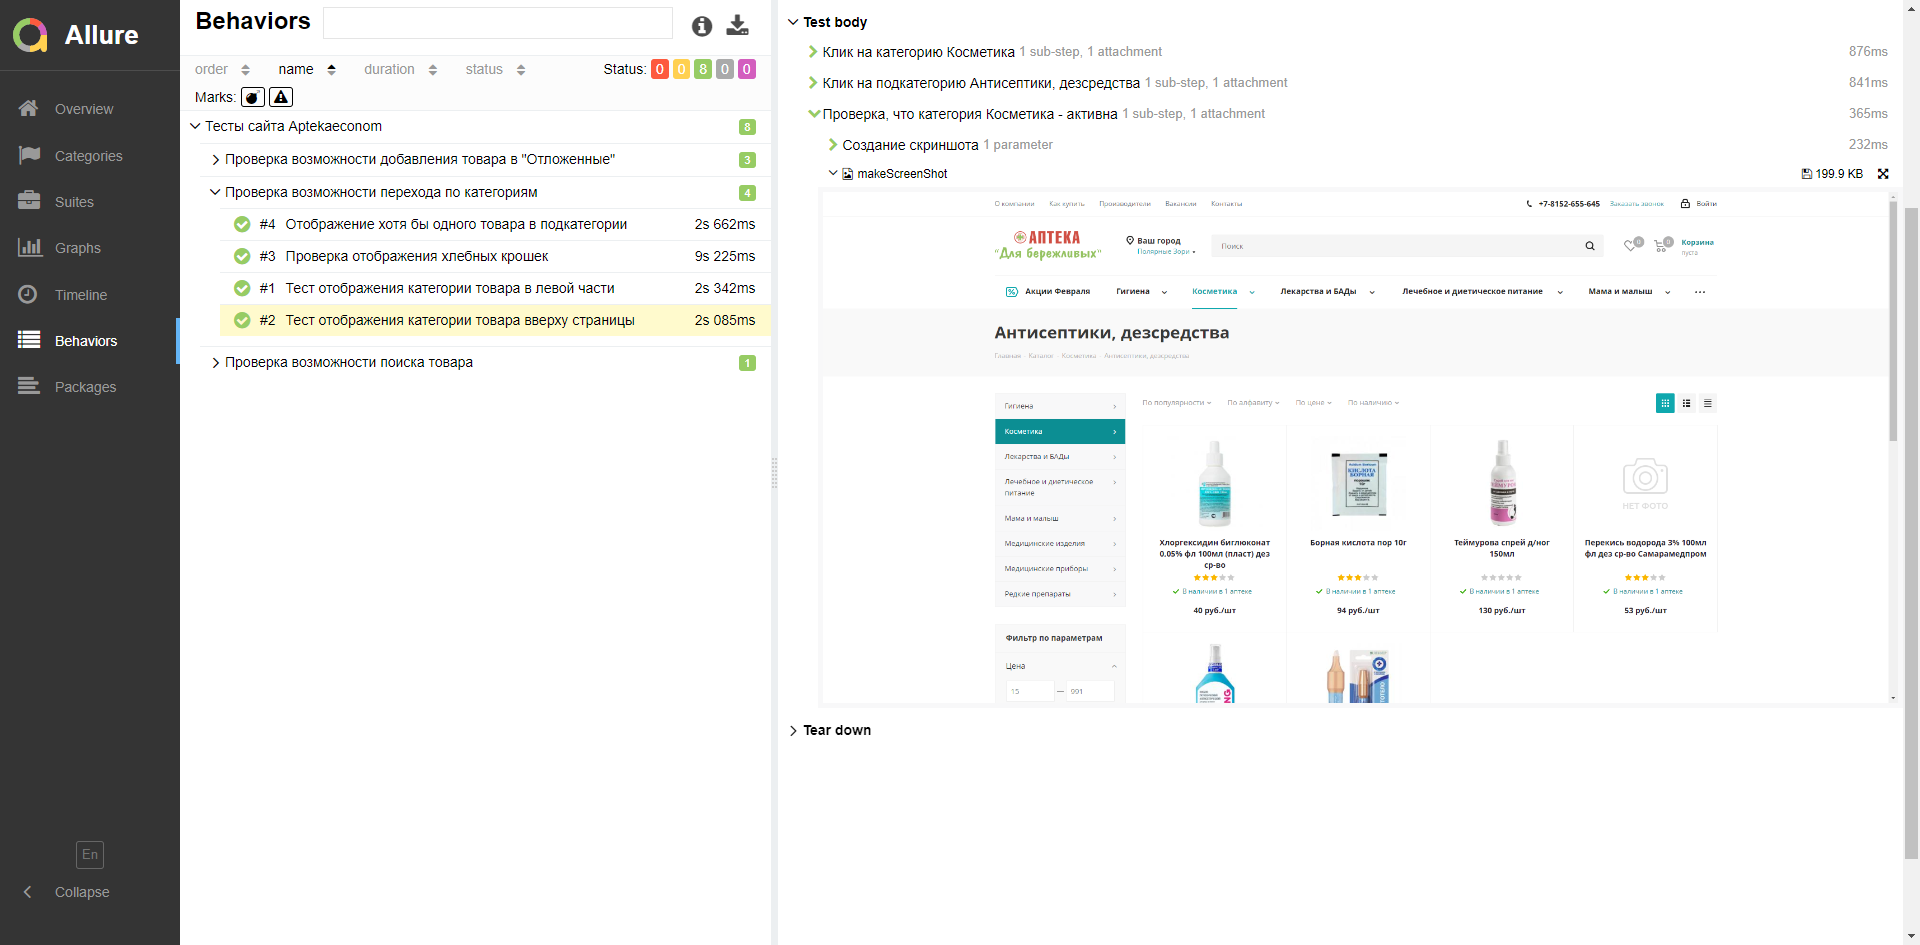 Allure
Overview
Categories
Suites
Graphs
Timeline
Behaviors
Packages
En
Collapse
Behaviors
order name duration status Status: 0 0 8 0 0
Marks:
Тесты сайта Aptekaeconom 8
Проверка возможности добавления товара в "Отложенные" 3
Проверка возможности перехода по категориям 4
#4 Отображение хотя бы одного товара в подкатегории 2s 662ms
#3 Проверка отображения хлебных крошек 9s 225ms
#1 Тест отображения категории товара в левой части 2s 342ms
#2 Тест отображения категории товара вверху страницы 2s 085ms
Проверка возможности поиска товара 1
Test body
Клик на категорию Косметика 1 sub-step, 1 attachment 876ms
Клик на подкатегорию Антисептики, дезсредства 1 sub-step, 1 attachment 841ms
Проверка, что категория Косметика - активна 1 sub-step, 1 attachment 365ms
Создание скриншота 1 parameter 232ms
makeScreenShot 199.9 KB
О компании Как купить Производители Вакансии Контакты +7-8152-655-645 Заказать звонок Войти
АПТЕКА
"Для бережливых"
Ваш город
Полярные Зори
Поиск
0 0 Корзина
пуста
% Акции Февраля Гигиена Косметика Лекарства и БАДы Лечебное и диетическое питание Мама и малыш ...
Антисептики, дезсредства
Главная - Каталог - Косметика - Антисептики, дезсредства
Гигиена
Косметика
Лекарства и БАДы
Лечебное и диетическое
питание
Мама и малыш
Медицинские изделия
Медицинские приборы
Редкие препараты
Фильтр по параметрам
Цена
15 — 991
По популярности По алфавиту По цене По наличию
КИСЛОТА
БОРНАЯ
НЕТ ФОТО
Хлоргексидин биглюконат
0,05% фл 100мл (пласт) дез
ср-во
В наличии в 1 аптеке
40 руб./шт
Борная кислота пор 10г
В наличии в 1 аптеке
94 руб./шт
Теймурова спрей д/ног
150мл
В наличии в 1 аптеке
130 руб./шт
Перекись водорода 3% 100мл
фл дез ср-во Самарамедпром
В наличии в 1 аптеке
53 руб./шт
Tear down